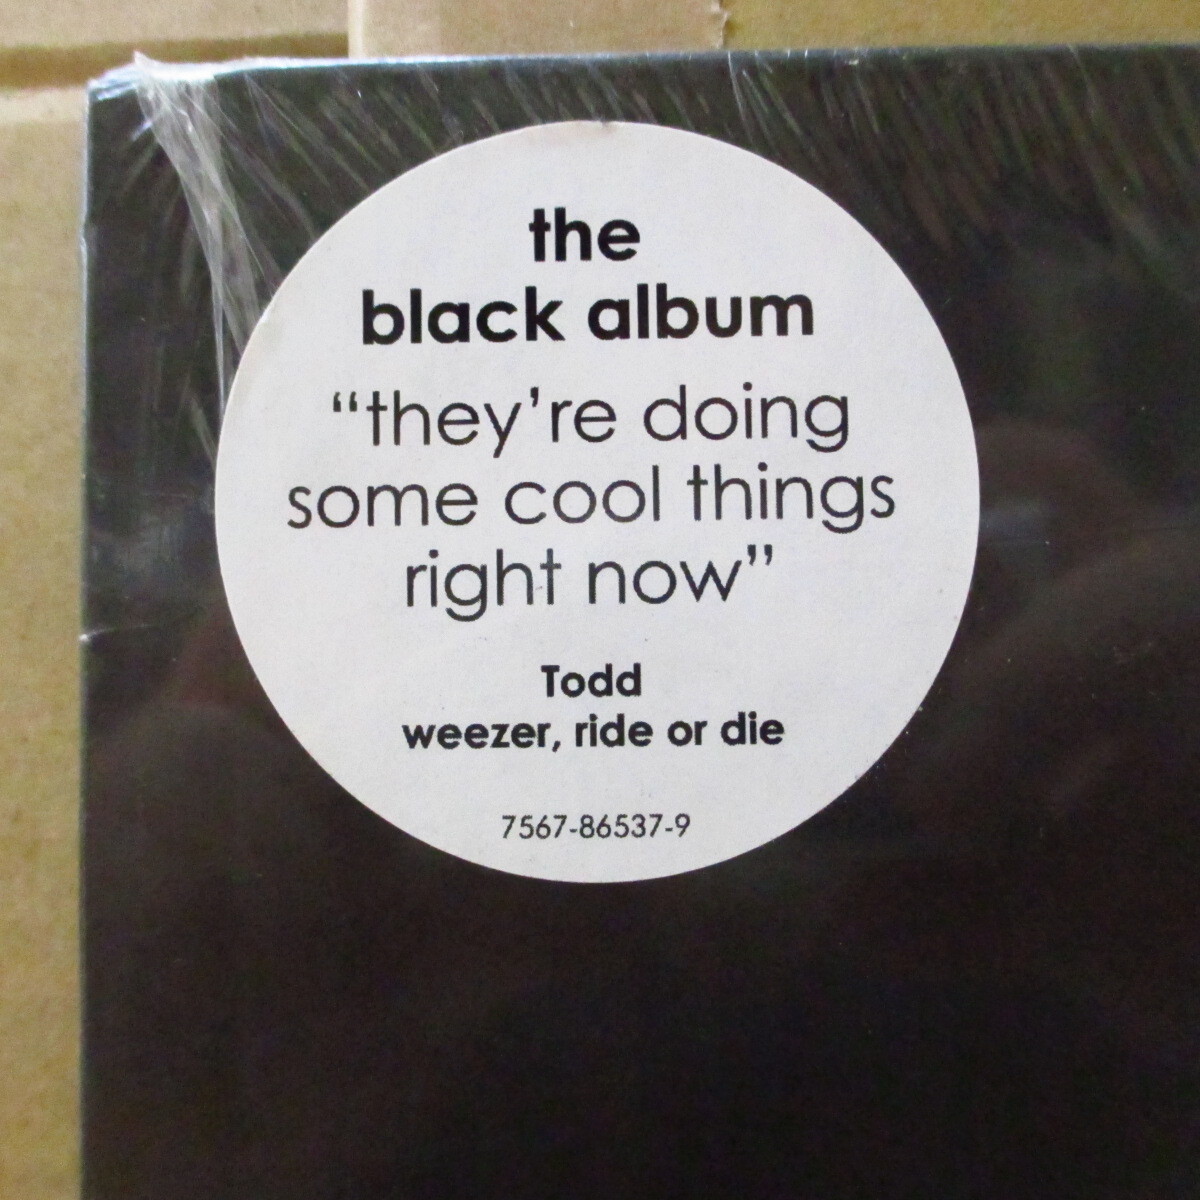 the
black album
“they’re doing
some cool things
right now”
Todd
weezer, ride or die
7567-86537-9